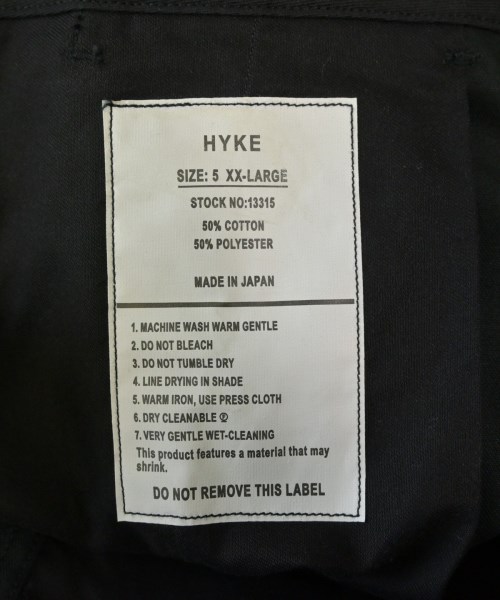 HYKE
SIZE: 5 XX-LARGE
STOCK NO:13315
50% COTTON
50% POLYESTER
MADE IN JAPAN
1. MACHINE WASH WARM GENTLE
2. DO NOT BLEACH
3. DO NOT TUMBLE DRY
4. LINE DRYING IN SHADE
5. WARM IRON, USE PRESS CLOTH
6. DRY CLEANABLE Ⓟ
7. VERY GENTLE WET-CLEANING
This product features a material that may
shrink.
DO NOT REMOVE THIS LABEL